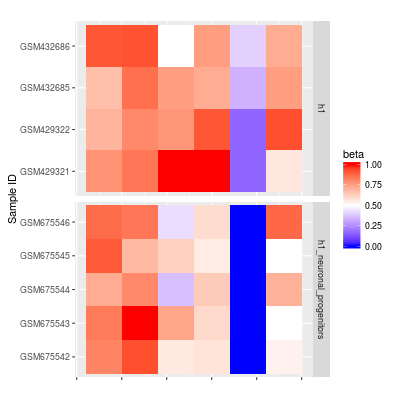 Sample ID
GSM432686
GSM432685
GSM429322
GSM429321
h1
GSM675546
GSM675545
GSM675544
GSM675543
GSM675542
h1_neuronal_progenitors
beta
1.00
0.75
0.50
0.25
0.00